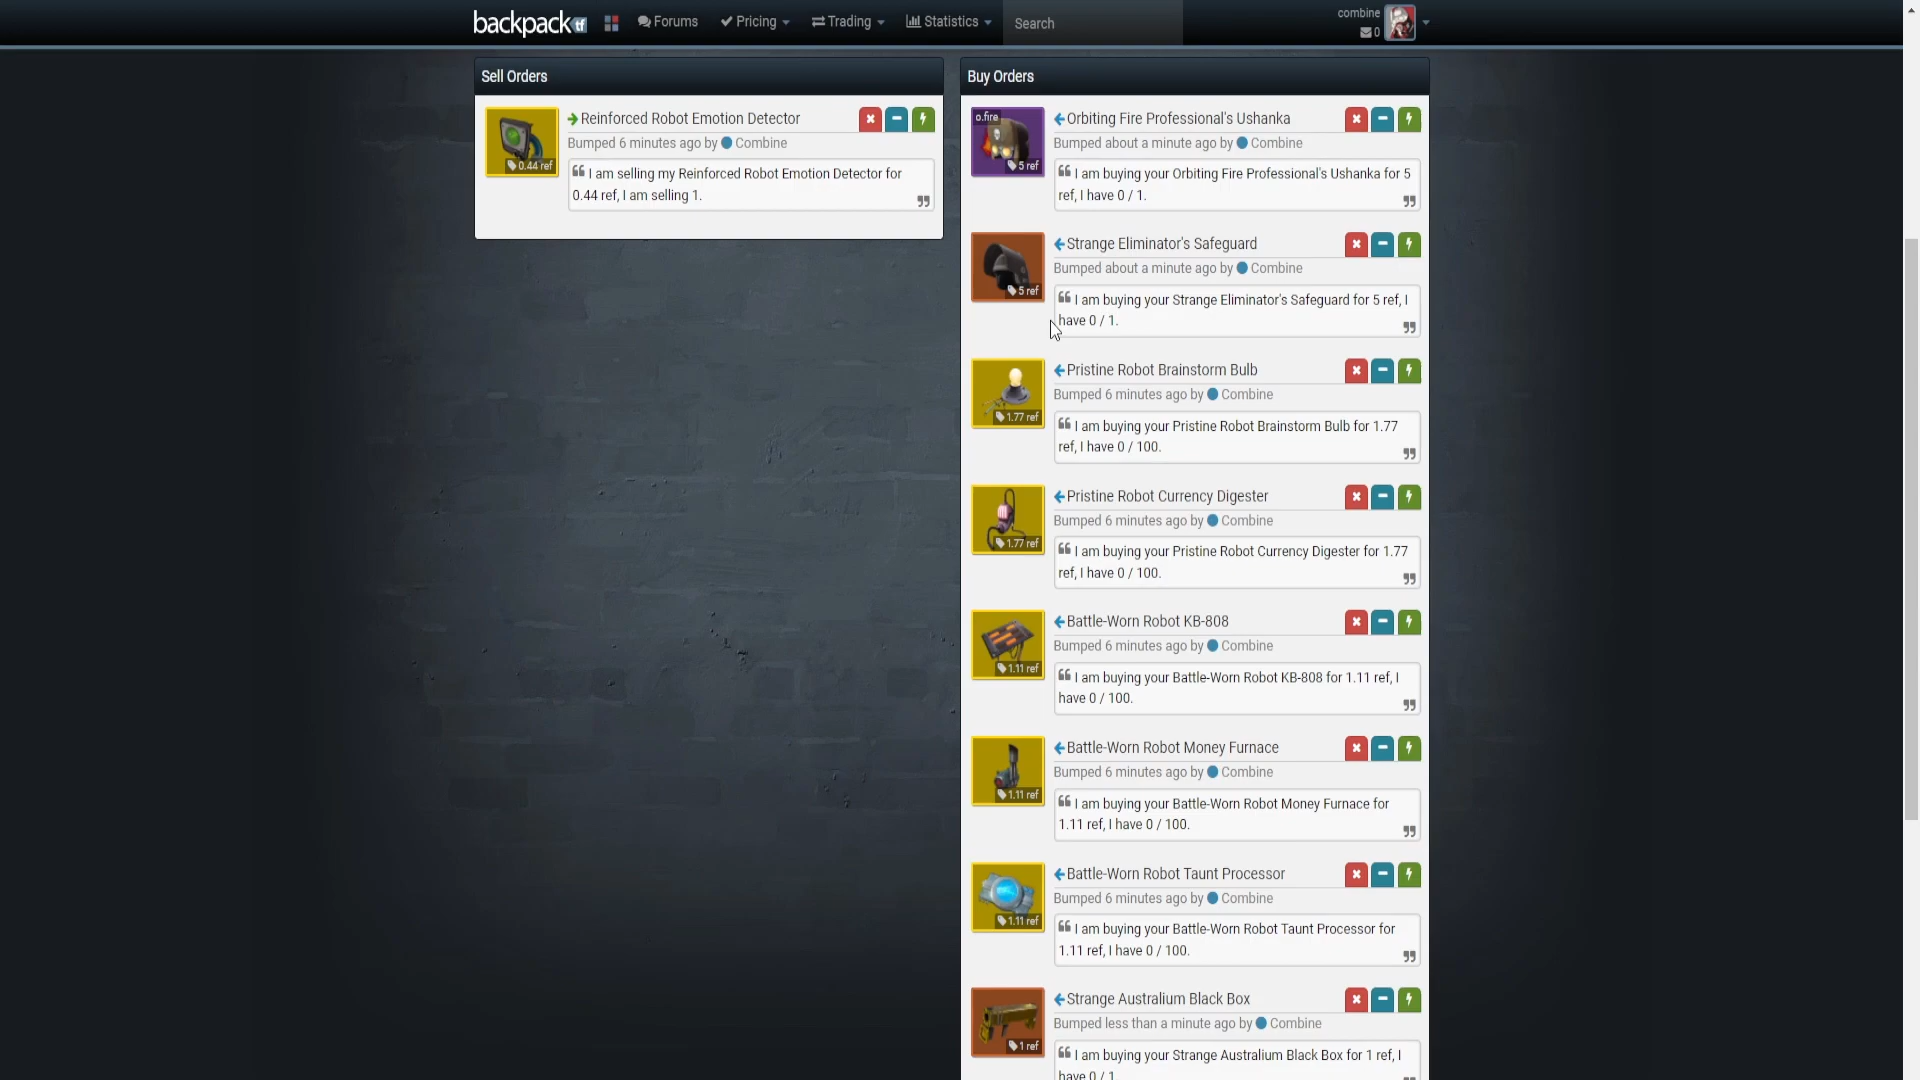 backpack tf
Forums
Pricing
Trading
Statistics
Search
combine
0
Sell Orders
Reinforced Robot Emotion Detector
Bumped 6 minutes ago by Combine
0.44 ref
I am selling my Reinforced Robot Emotion Detector for
0.44 ref, I am selling 1.
Buy Orders
o.fire
5 ref
Orbiting Fire Professional's Ushanka
Bumped about a minute ago by Combine
I am buying your Orbiting Fire Professional's Ushanka for 5
ref, I have 0 / 1.
5 ref
Strange Eliminator's Safeguard
Bumped about a minute ago by Combine
I am buying your Strange Eliminator's Safeguard for 5 ref, I
have 0 / 1.
1.77 ref
Pristine Robot Brainstorm Bulb
Bumped 6 minutes ago by Combine
I am buying your Pristine Robot Brainstorm Bulb for 1.77
ref, I have 0 / 100.
1.77 ref
Pristine Robot Currency Digester
Bumped 6 minutes ago by Combine
I am buying your Pristine Robot Currency Digester for 1.77
ref, I have 0 / 100.
1.11 ref
Battle-Worn Robot KB-808
Bumped 6 minutes ago by Combine
I am buying your Battle-Worn Robot KB-808 for 1.11 ref, I
have 0 / 100.
1.11 ref
Battle-Worn Robot Money Furnace
Bumped 6 minutes ago by Combine
I am buying your Battle-Worn Robot Money Furnace for
1.11 ref, I have 0 / 100.
1.11 ref
Battle-Worn Robot Taunt Processor
Bumped 6 minutes ago by Combine
I am buying your Battle-Worn Robot Taunt Processor for
1.11 ref, I have 0 / 100.
1 ref
Strange Australium Black Box
Bumped less than a minute ago by Combine
I am buying your Strange Australium Black Box for 1 ref, I
have 0 / 1